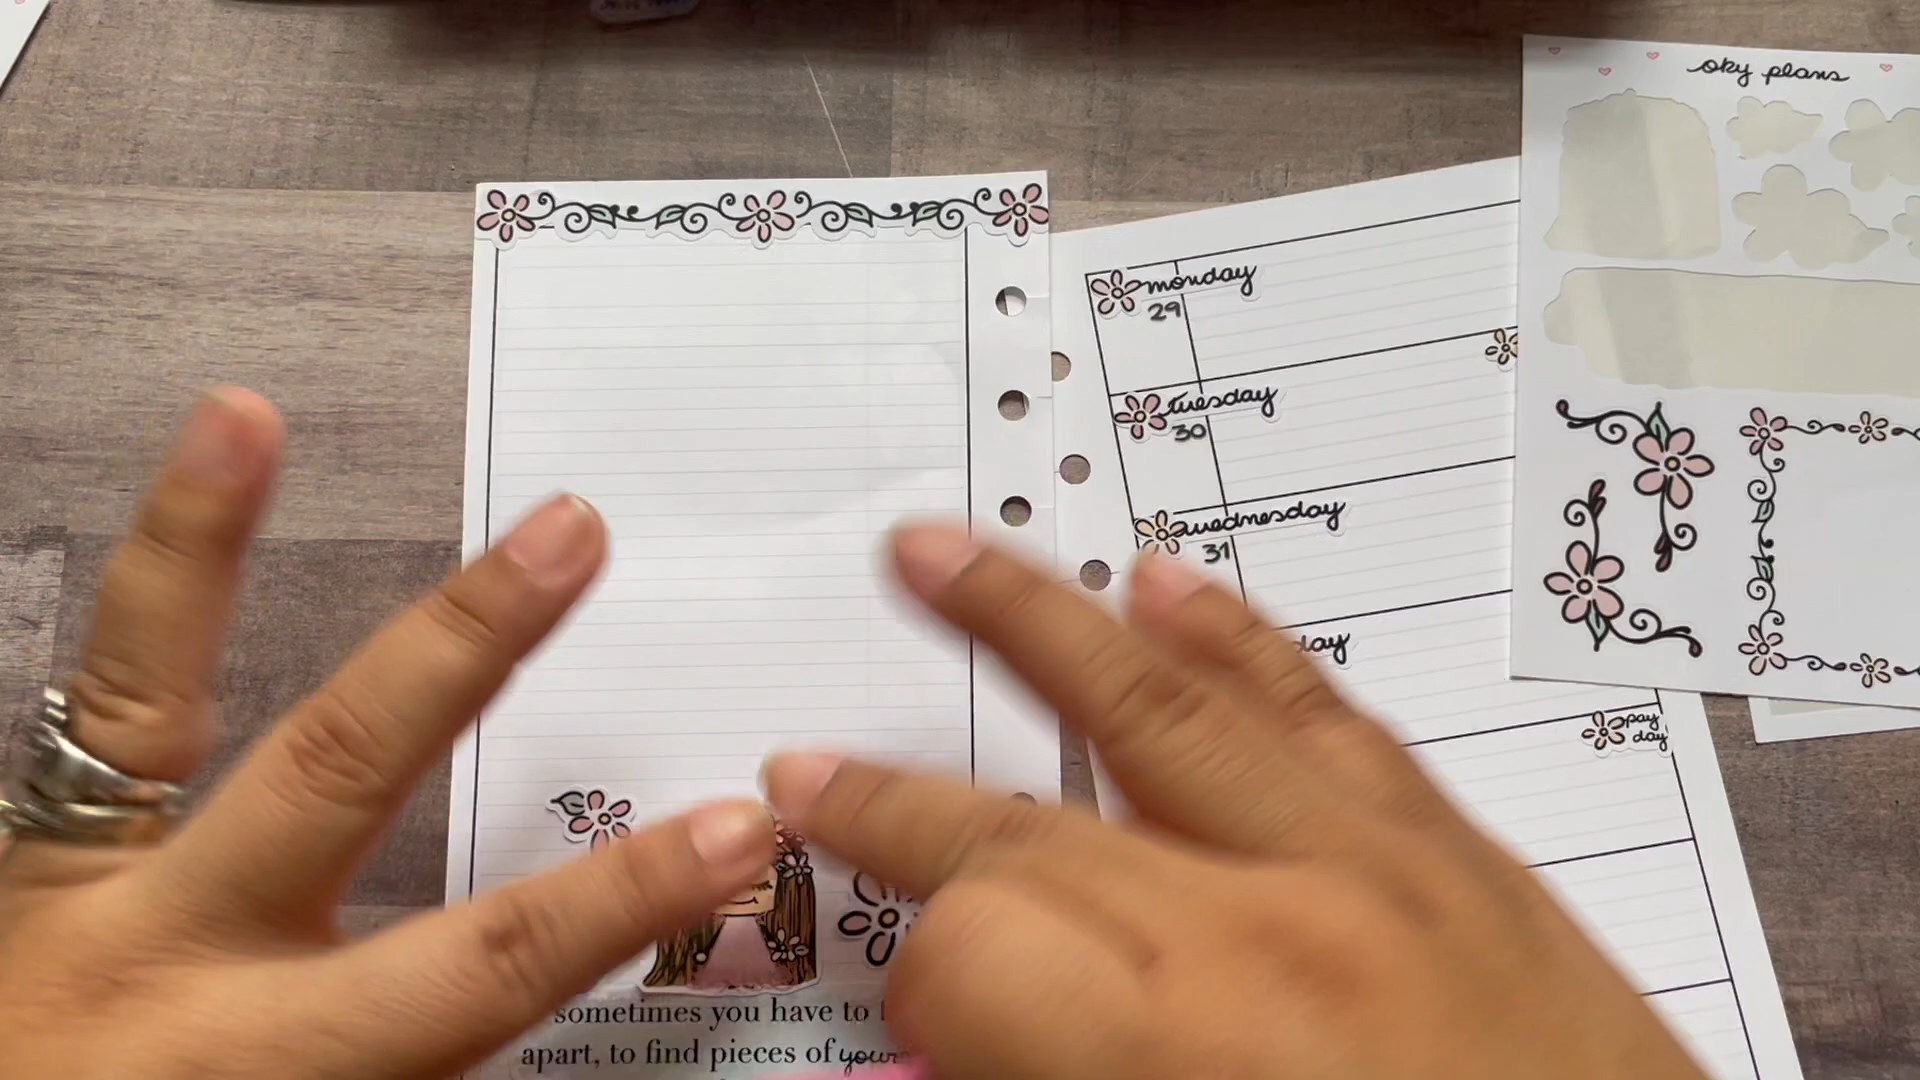 oky plans
monday
29
tuesday
30
wednesday
31
day
pay
day
sometimes you have to
apart, to find pieces of